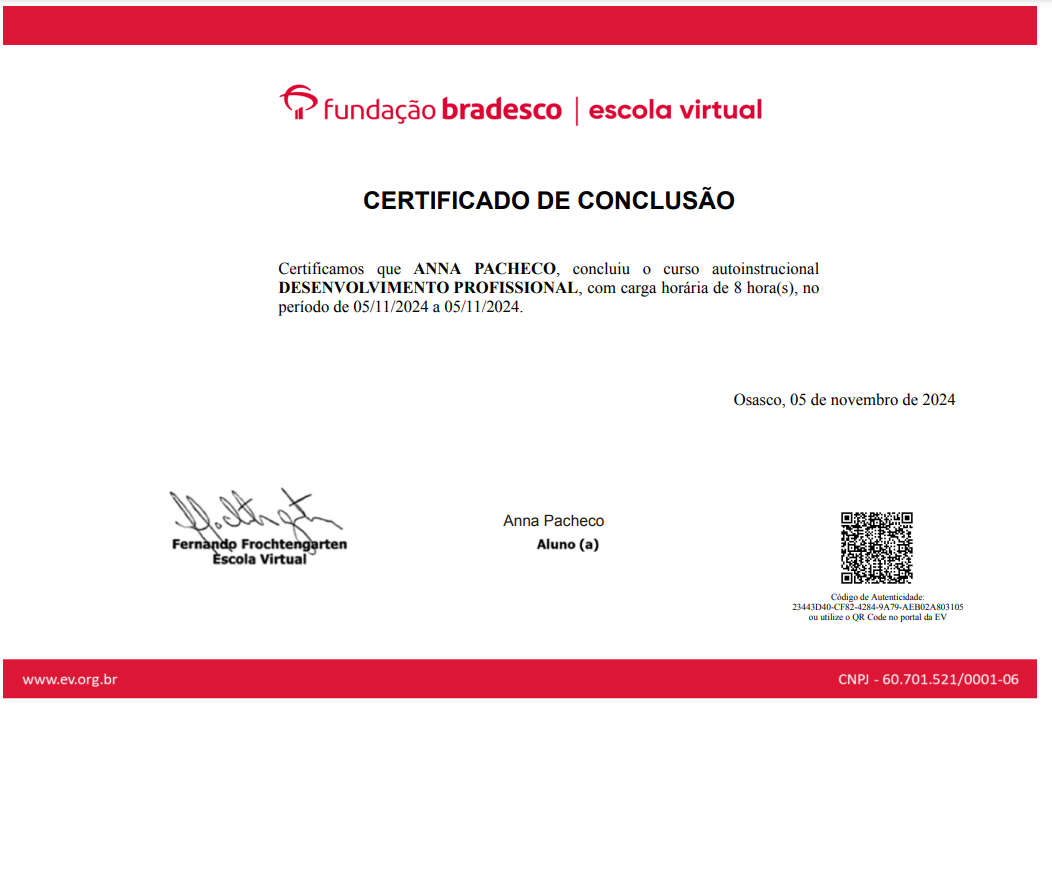 fundação bradesco | escola virtual
CERTIFICADO DE CONCLUSÃO
Certificamos que ANNA PACHECO, concluiu o curso autoinstrucional
DESENVOLVIMENTO PROFISSIONAL, com carga horária de 8 hora(s), no
período de 05/11/2024 a 05/11/2024.
Osasco, 05 de novembro de 2024
Fernando Frochtengarten
Escola Virtual
Anna Pacheco
Aluno (a)
Código de Autenticidade:
23443D40-CF82-4284-9A79-AEB02A803105
ou utilize o QR Code no portal da EV
www.ev.org.br
CNPJ - 60.701.521/0001-06